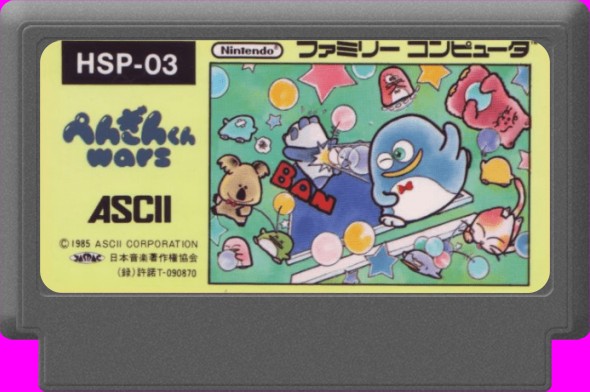 HSP-03
Nintendo®
ファミリー コンピュータ
ぺんぎんくん
wars
ASCII
BAN
©1985 ASCII CORPORATION
JASRAC 日本音楽著作権協会
(録)許諾T-090870